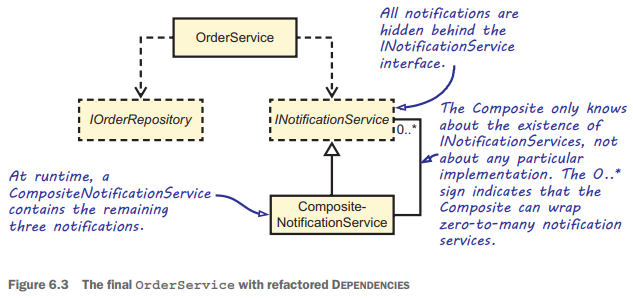 All notifications are
hidden behind the
INotificationService
interface.
OrderService
IOrderRepository
INotificationService
0..*
The Composite only knows
about the existence of
INotificationServices, not
about any particular
implementation. The 0..*
sign indicates that the
Composite can wrap
zero-to-many notification
services.
At runtime, a
CompositeNotificationService
contains the remaining
three notifications.
Composite-
NotificationService
Figure 6.3 The final OrderService with refactored DEPENDENCIES